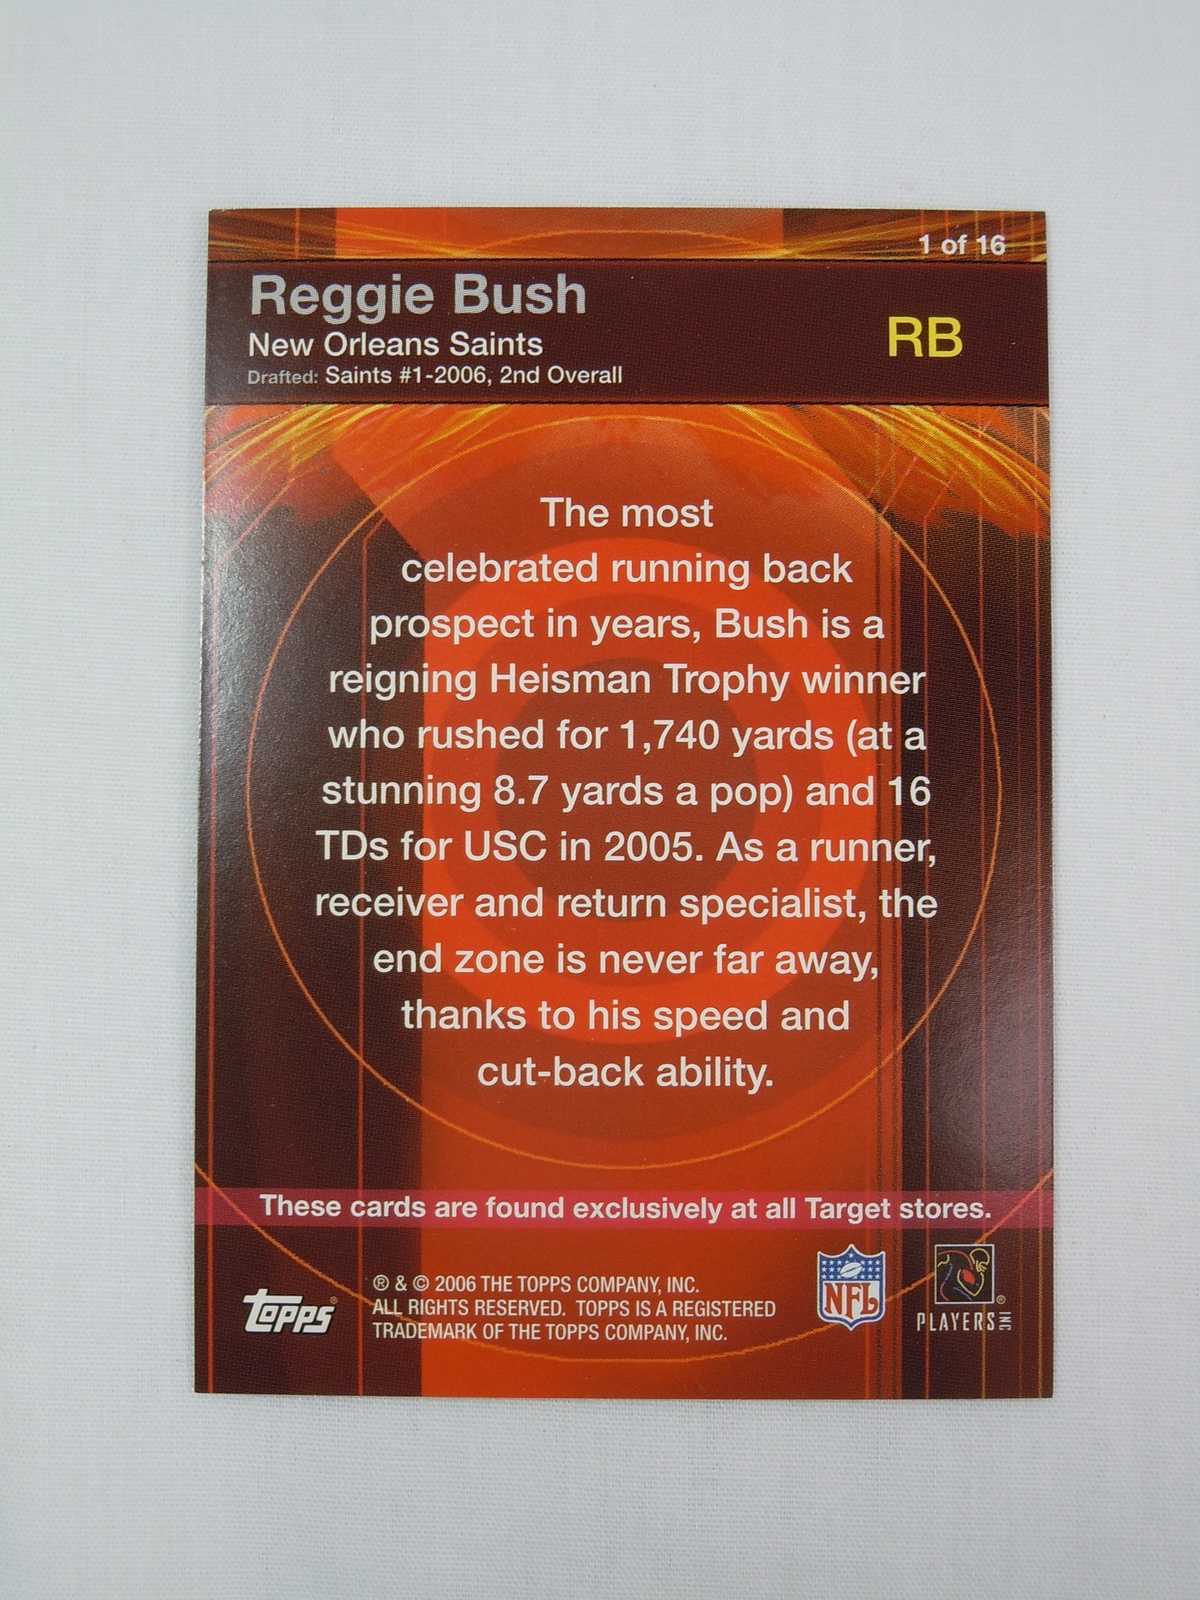 1 of 16
Reggie Bush
New Orleans Saints
RB
Drafted: Saints #1-2006, 2nd Overall
The most
celebrated running back
prospect in years, Bush is a
reigning Heisman Trophy winner
who rushed for 1,740 yards (at a
stunning 8.7 yards a pop) and 16
TDs for USC in 2005. As a runner,
receiver and return specialist, the
end zone is never far away,
thanks to his speed and
cut-back ability.
These cards are found exclusively at all Target stores.
® & © 2006 THE TOPPS COMPANY, INC.
ALL RIGHTS RESERVED. TOPPS IS A REGISTERED
TRADEMARK OF THE TOPPS COMPANY, INC.
TOPPS®
NFL
PLAYERS INC®